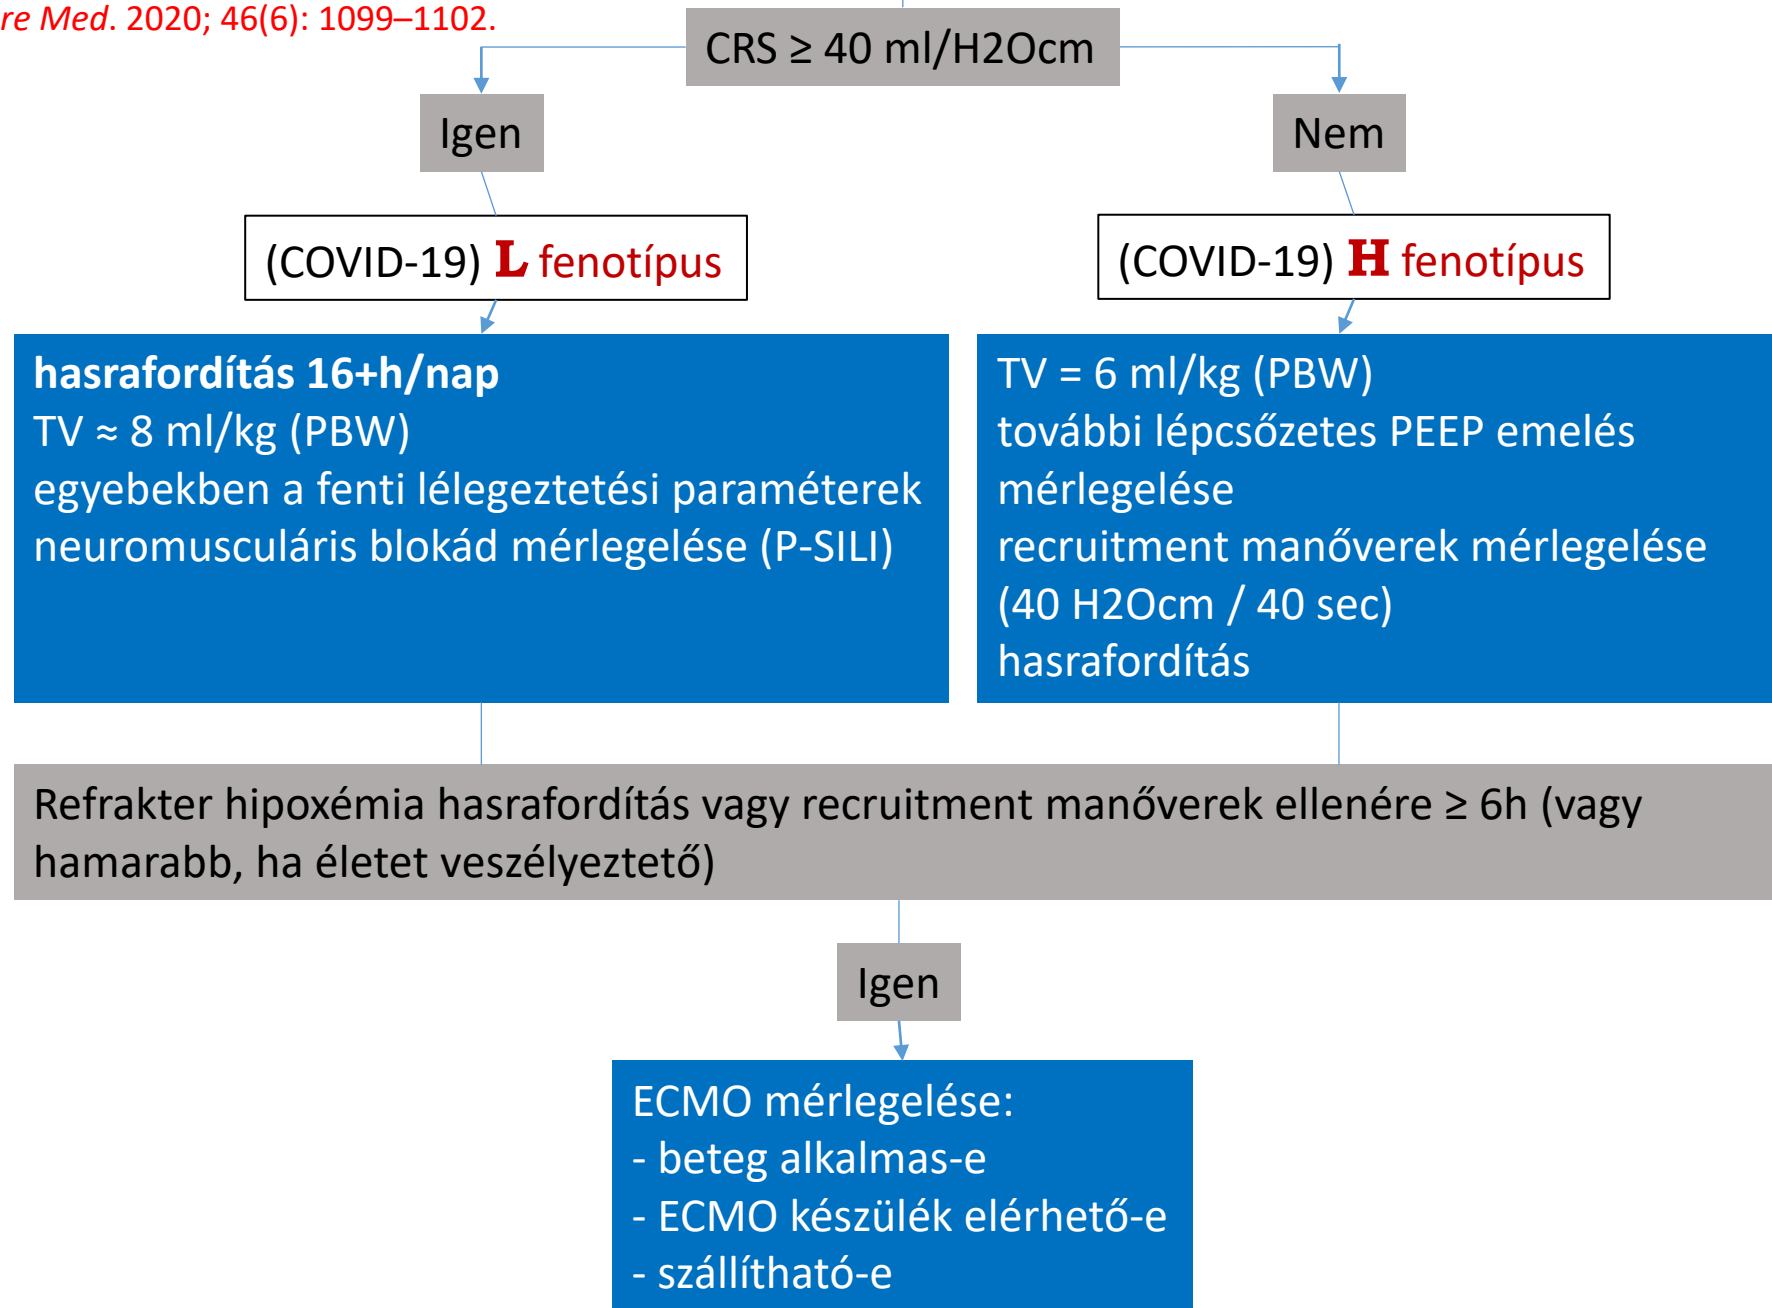 re Med. 2020; 46(6): 1099–1102.
CRS ≥ 40 ml/H2Ocm
Igen
Nem
(COVID-19) L fenotípus
(COVID-19) H fenotípus
hasrafordítás 16+h/nap
TV ≈ 8 ml/kg (PBW)
egyebekben a fenti lélegeztetési paraméterek
neuromusculáris blokád mérlegelése (P-SILI)
TV = 6 ml/kg (PBW)
további lépcsőzetes PEEP emelés
mérlegelése
recruitment manőverek mérlegelése
(40 H2Ocm / 40 sec)
hasrafordítás
Refrakter hipoxémia hasrafordítás vagy recruitment manőverek ellenére ≥ 6h (vagy
hamarabb, ha életet veszélyeztető)
Igen
ECMO mérlegelése:
- beteg alkalmas-e
- ECMO készülék elérhető-e
- szállítható-e